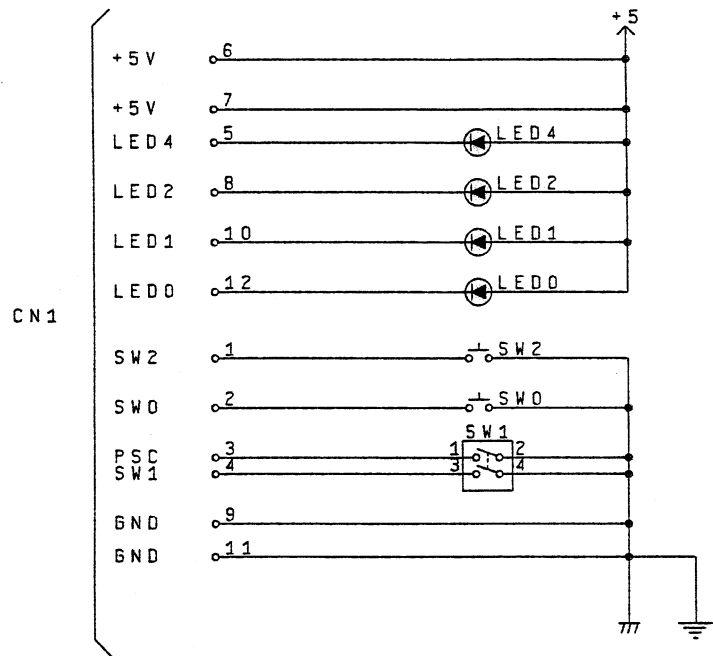 +5
+5V 6
+5V 7
LED4 5 LED4
LED2 8 LED2
LED1 10 LED1
LED0 12 LED0
CN1
SW2 1 SW2
SW0 2 SW0
SW1
PSC 3 1 2
SW1 4 3 4
GND 9
GND 11